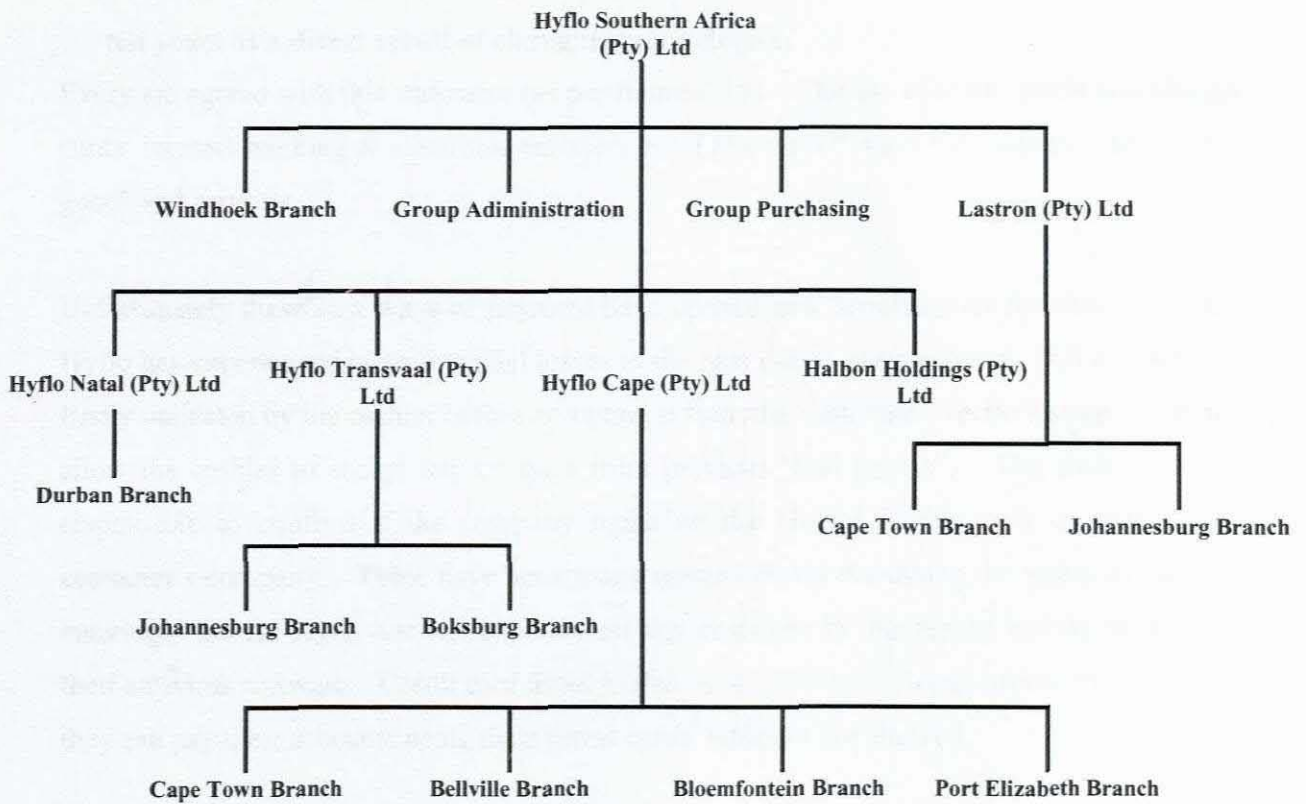 Hyflo Southern Africa
(Pty) Ltd
Windhoek Branch
Group Adiministration
Group Purchasing
Lastron (Pty) Ltd
Hyflo Natal (Pty) Ltd
Hyflo Transvaal (Pty)
Ltd
Hyflo Cape (Pty) Ltd
Halbon Holdings (Pty)
Ltd
Durban Branch
Cape Town Branch
Johannesburg Branch
Johannesburg Branch
Boksburg Branch
Cape Town Branch
Bellville Branch
Bloemfontein Branch
Port Elizabeth Branch